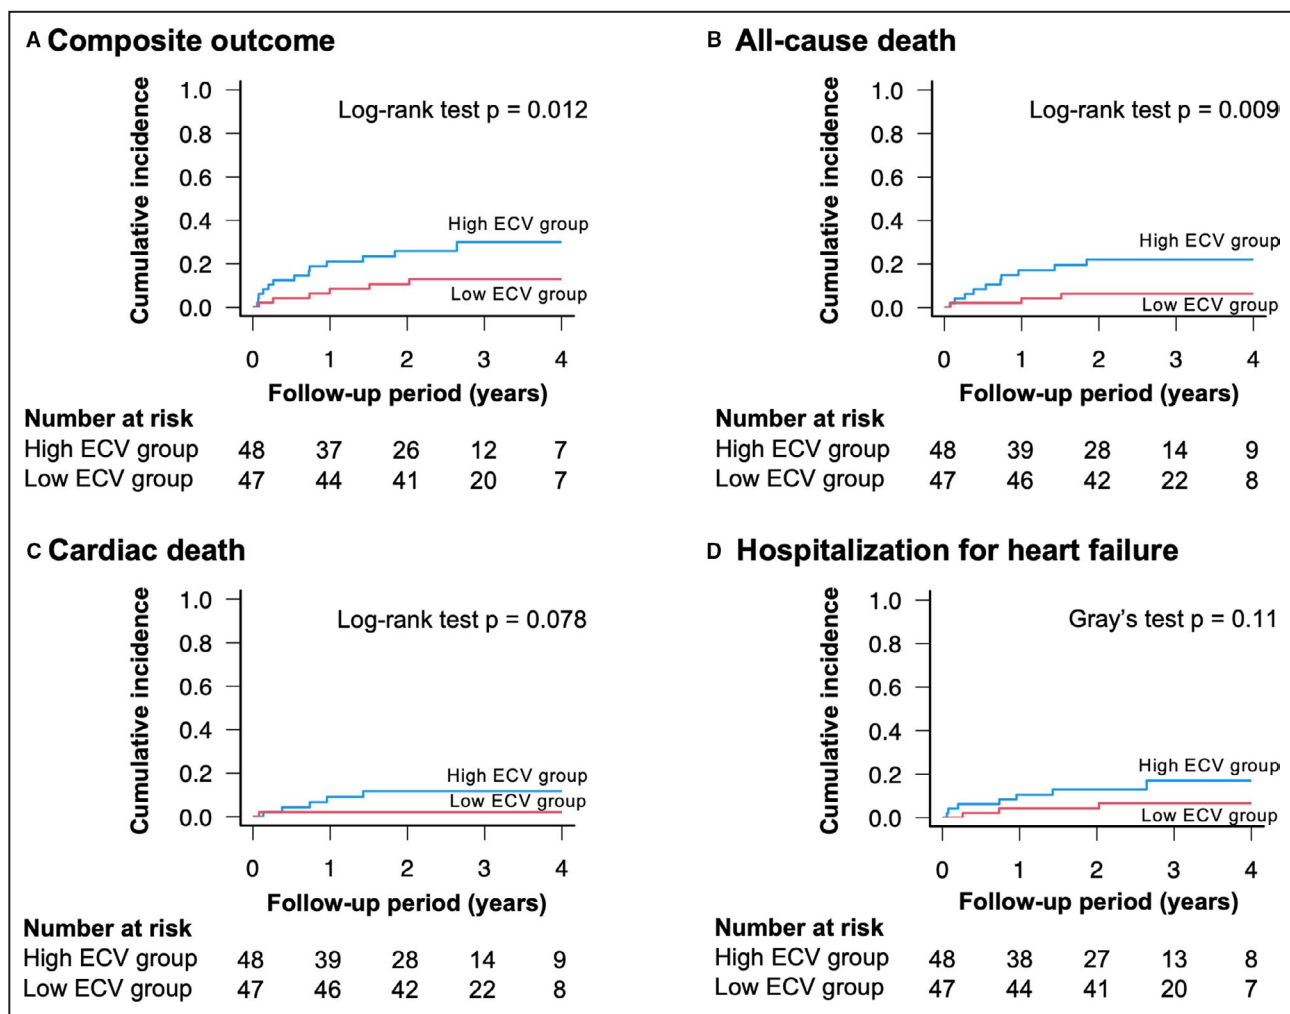 A Composite outcome
Cumulative incidence
1.0
0.8
0.6
0.4
0.2
0.0
Log-rank test p = 0.012
High ECV group
Low ECV group
0 1 2 3 4
Follow-up period (years)
Number at risk
High ECV group 48 37 26 12 7
Low ECV group 47 44 41 20 7
B All-cause death
Cumulative incidence
1.0
0.8
0.6
0.4
0.2
0.0
Log-rank test p = 0.009
High ECV group
Low ECV group
0 1 2 3 4
Follow-up period (years)
Number at risk
High ECV group 48 39 28 14 9
Low ECV group 47 46 42 22 8
C Cardiac death
Cumulative incidence
1.0
0.8
0.6
0.4
0.2
0.0
Log-rank test p = 0.078
High ECV group
Low ECV group
0 1 2 3 4
Follow-up period (years)
Number at risk
High ECV group 48 39 28 14 9
Low ECV group 47 46 42 22 8
D Hospitalization for heart failure
Cumulative incidence
1.0
0.8
0.6
0.4
0.2
0.0
Gray's test p = 0.11
High ECV group
Low ECV group
0 1 2 3 4
Follow-up period (years)
Number at risk
High ECV group 48 38 27 13 8
Low ECV group 47 44 41 20 7